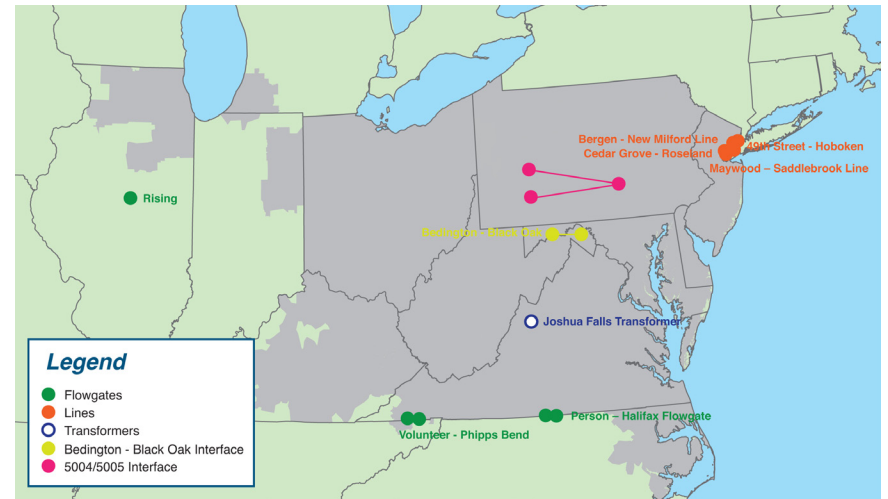 Bergen - New Milford Line
49th Street - Hoboken
Cedar Grove - Roseland
Maywood – Saddlebrook Line
Rising
Bedington - Black Oak
Joshua Falls Transformer
Person – Halifax Flowgate
Volunteer - Phipps Bend
Legend
Flowgates
Lines
Transformers
Bedington - Black Oak Interface
5004/5005 Interface